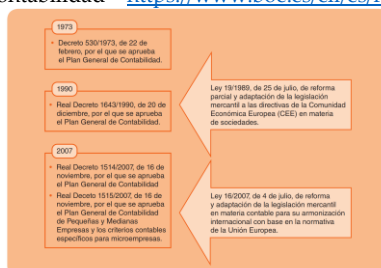 ontabilidad
1973
• Decreto 530/1973, de 22 de
febrero, por el que se aprueba
el Plan General de Contabilidad.
1990
• Real Decreto 1643/1990, de 20 de
diciembre, por el que se aprueba
el Plan General de Contabilidad.
Ley 19/1989, de 25 de julio, de reforma
parcial y adaptación de la legislación
mercantil a las directivas de la Comunidad
Económica Europea (CEE) en materia
de sociedades.
2007
• Real Decreto 1514/2007, de 16 de
noviembre, por el que se aprueba
el Plan General de Contabilidad
• Real Decreto 1515/2007, de 16 de
noviembre, por el que se aprueba
el Plan General de Contabilidad
de Pequeñas y Medianas
Empresas y los criterios contables
específicos para microempresas.
Ley 16/2007, de 4 de julio, de reforma
y adaptación de la legislación mercantil
en materia contable para su armonización
internacional con base en la normativa
de la Unión Europea.